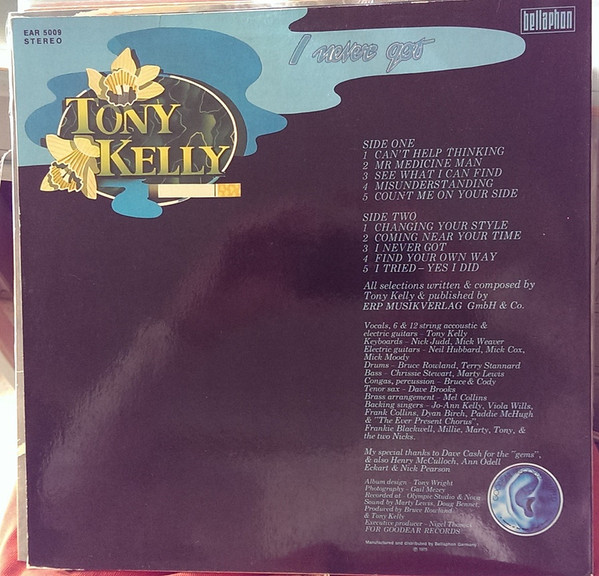 EAR 5009
STEREO
bellaphon
I never got
TONY
KELLY
SIDE ONE
1 CAN'T HELP THINKING
2 MR MEDICINE MAN
3 SEE WHAT I CAN FIND
4 MISUNDERSTANDING
5 COUNT ME ON YOUR SIDE
SIDE TWO
1 CHANGING YOUR STYLE
2 COMING NEAR YOUR TIME
3 I NEVER GOT
4 FIND YOUR OWN WAY
5 I TRIED – YES I DID
All selections written & composed by
Tony Kelly & published by
ERP MUSIKVERLAG GmbH & Co.
Vocals, 6 & 12 string accoustic &
electric guitars – Tony Kelly
Keyboards – Nick Judd, Mick Weaver
Electric guitars – Neil Hubbard, Mick Cox,
Mick Moody
Drums – Bruce Rowland, Terry Stannard
Bass – Chrissie Stewart, Marty Lewis
Congas, percussion – Bruce & Cody
Tenor sax – Dave Brooks
Brass arrangement – Mel Collins
Backing singers – Jo-Ann Kelly, Viola Wills,
Frank Collins, Dyan Birch, Paddie McHugh
& "The Ever Present Chorus",
Frankie Blackwell, Millie, Marty, Tony, &
the two Nicks.
My special thanks to Dave Cash for the "gems",
& also Henry McCulloch, Ann Odell
Eckart & Nick Pearson
Album design – Tony Wright
Photography – Gail Mezey
Recorded at – Olympic Studios & Nova
Sound by Marty Lewis, Doug Bennet,
Produced by Bruce Rowland
& Tony Kelly
Executive producer – Nigel Thomas
FOR GOODEAR RECORDS
Manufactured and distributed by Bellaphon Germany